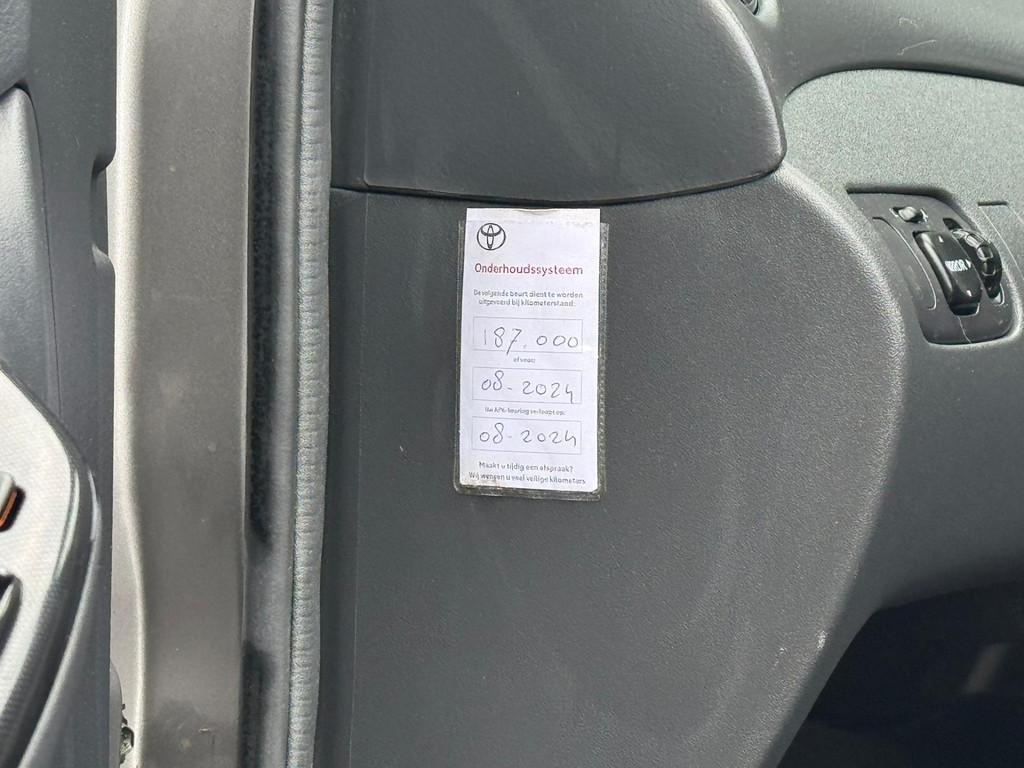 Onderhoudssysteem
De volgende beurt dient te worden
uitgevoerd bij kilometerstand:
187.000
of voor:
08-2024
Uw APK-keuring verloopt op:
08-2024
Maakt u tijdig een afspraak?
Wij wensen u veel veilige kilometers
MIRROR